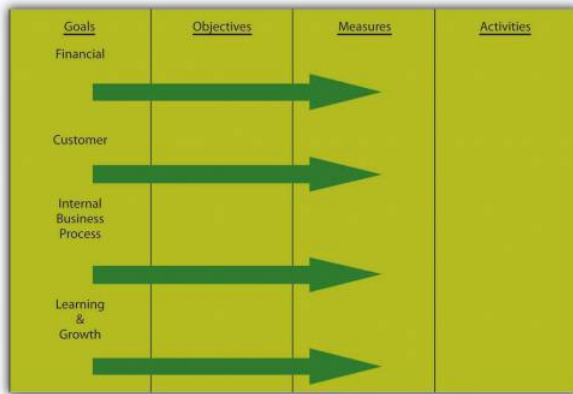 Goals Objectives Measures Activities
Financial
Customer
Internal
Business
Process
Learning
&
Growth